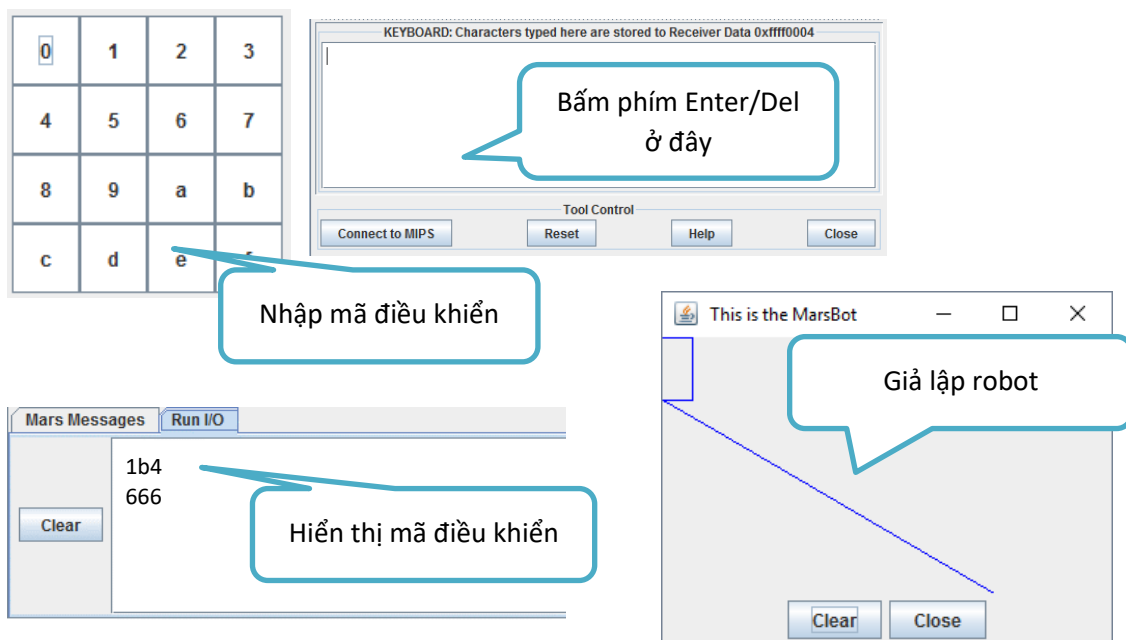 0 1 2 3
4 5 6 7
8 9 a b
c d e
KEYBOARD: Characters typed here are stored to Receiver Data 0xffff0004
Bấm phím Enter/Del
ở đây
Tool Control
Connect to MIPS Reset Help Close
Nhập mã điều khiển
This is the MarsBot
Giả lập robot
Clear Close
Mars Messages Run I/O
1b4
666
Clear
Hiển thị mã điều khiển